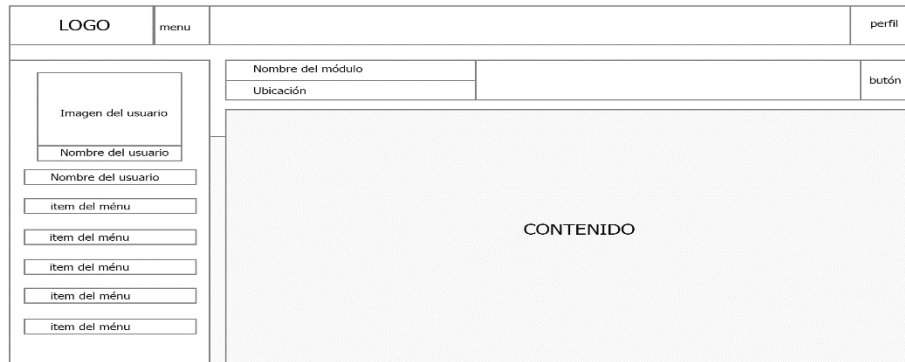 LOGO
menu
perfil
Nombre del módulo
Ubicación
butón
Imagen del usuario
Nombre del usuario
Nombre del usuario
item del ménu
item del ménu
item del ménu
item del ménu
item del ménu
CONTENIDO